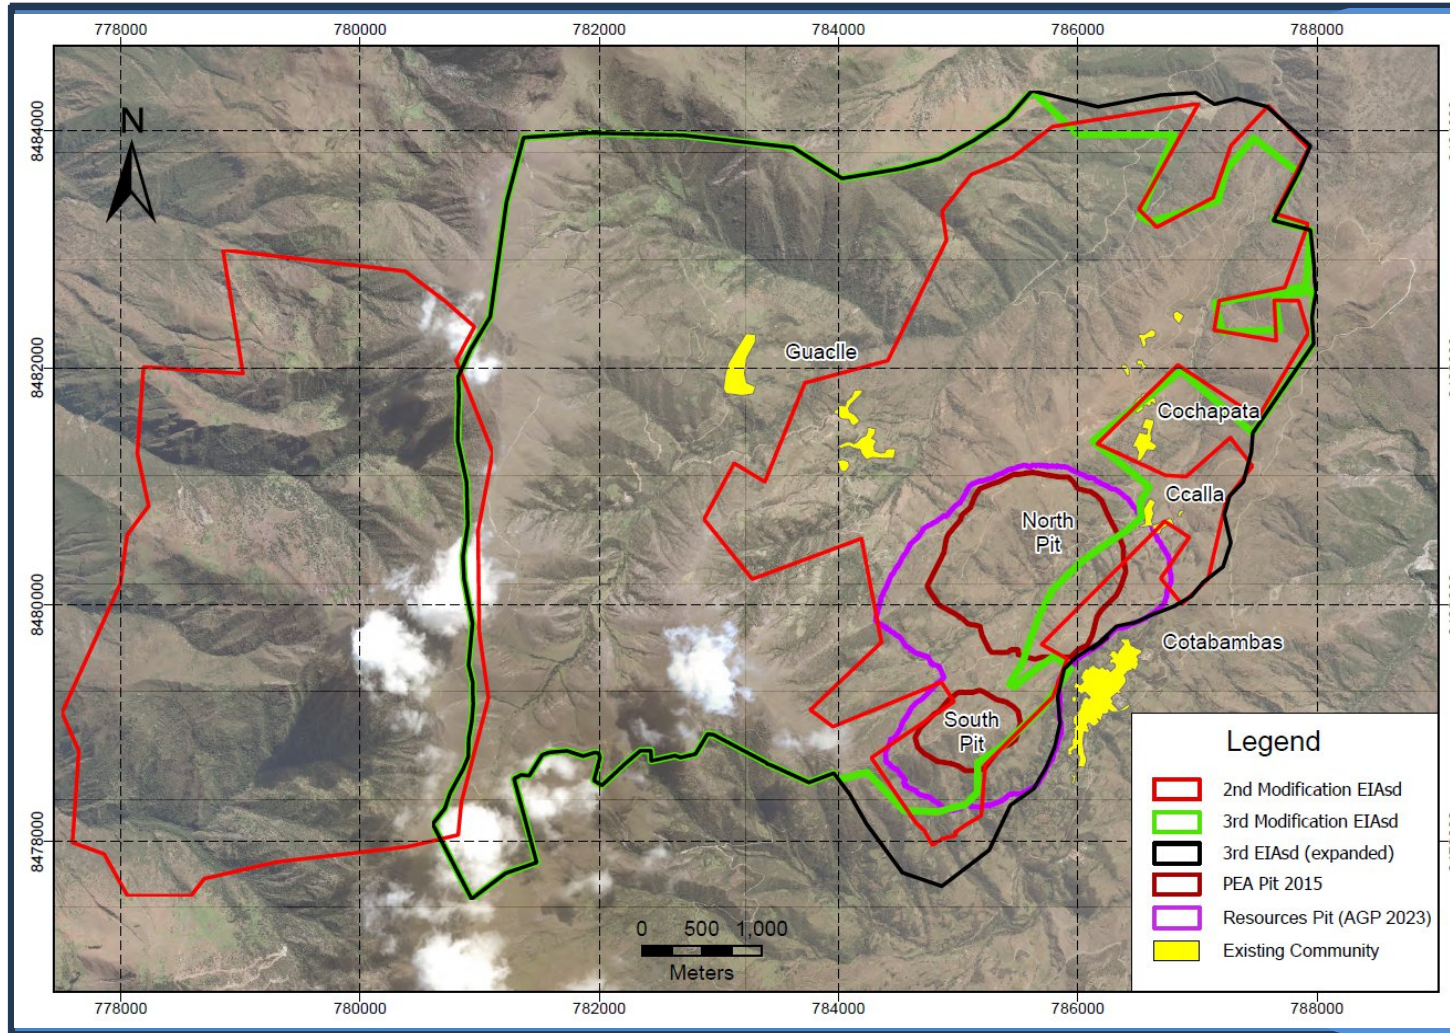 778000 780000 782000 784000 786000 788000
8484000
N
8482000
Guaclle
Cochapata
Ccalla
North
Pit
8480000
Cotabambas
South
Pit
Legend
2nd Modification EIAsd
3rd Modification EIAsd
3rd EIAsd (expanded)
PEA Pit 2015
Resources Pit (AGP 2023)
Existing Community
8478000
0 500 1,000
Meters
778000 780000 782000 784000 786000 788000